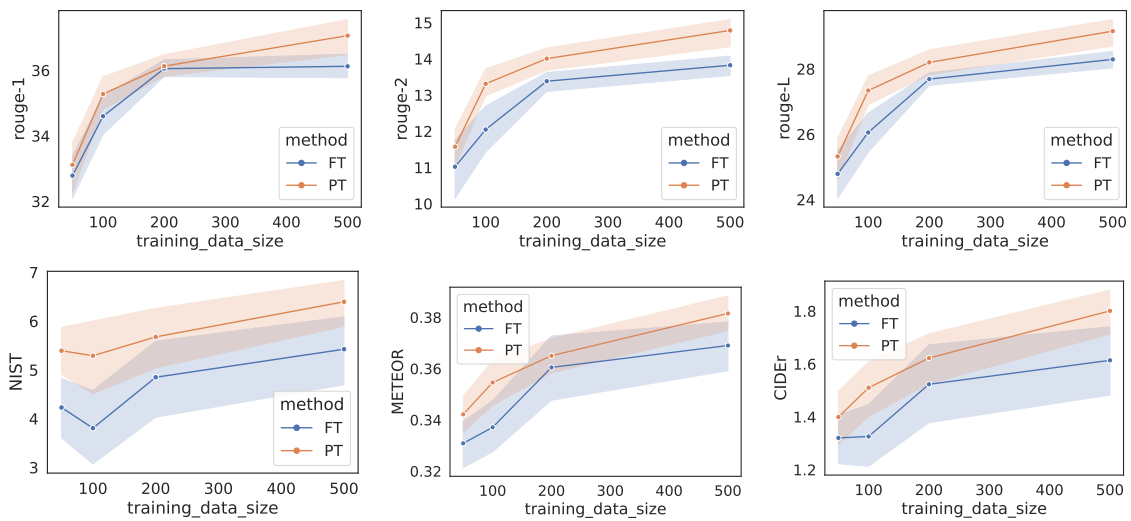 rouge-1
36
34
32
100
200
300
400
500
training_data_size
method
FT
PT
rouge-2
15
14
13
12
11
10
100
200
300
400
500
training_data_size
method
FT
PT
rouge-L
28
26
24
100
200
300
400
500
training_data_size
method
FT
PT
NIST
7
6
5
4
3
100
200
300
400
500
training_data_size
method
FT
PT
METEOR
0.38
0.36
0.34
0.32
100
200
300
400
500
training_data_size
method
FT
PT
CIDEr
1.8
1.6
1.4
1.2
100
200
300
400
500
training_data_size
method
FT
PT